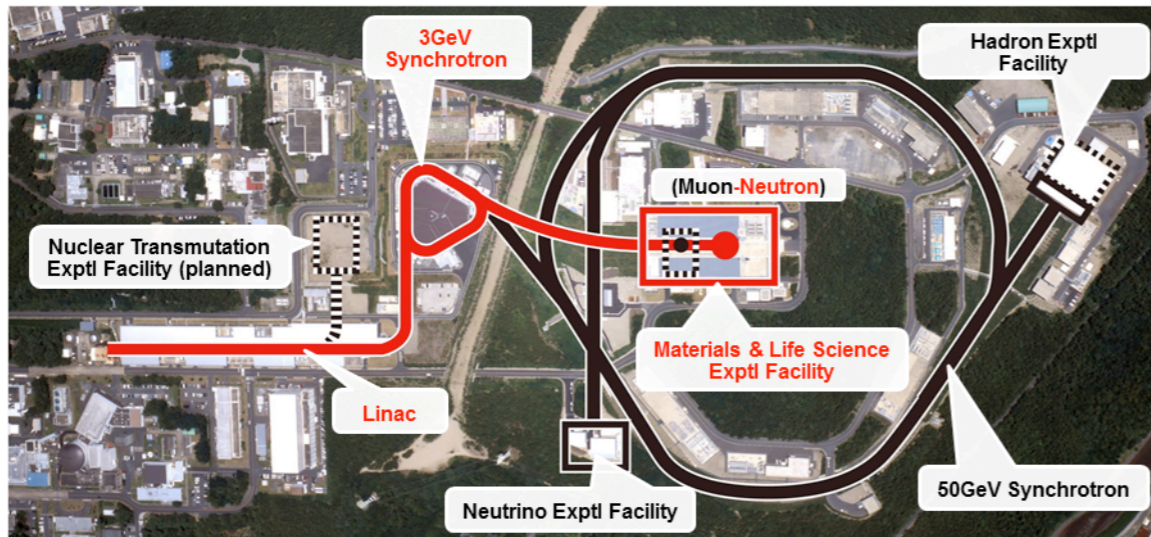 3GeV
Synchrotron
Hadron Exptl
Facility
(Muon-Neutron)
Nuclear Transmutation
Exptl Facility (planned)
Materials & Life Science
Exptl Facility
Linac
50GeV Synchrotron
Neutrino Exptl Facility